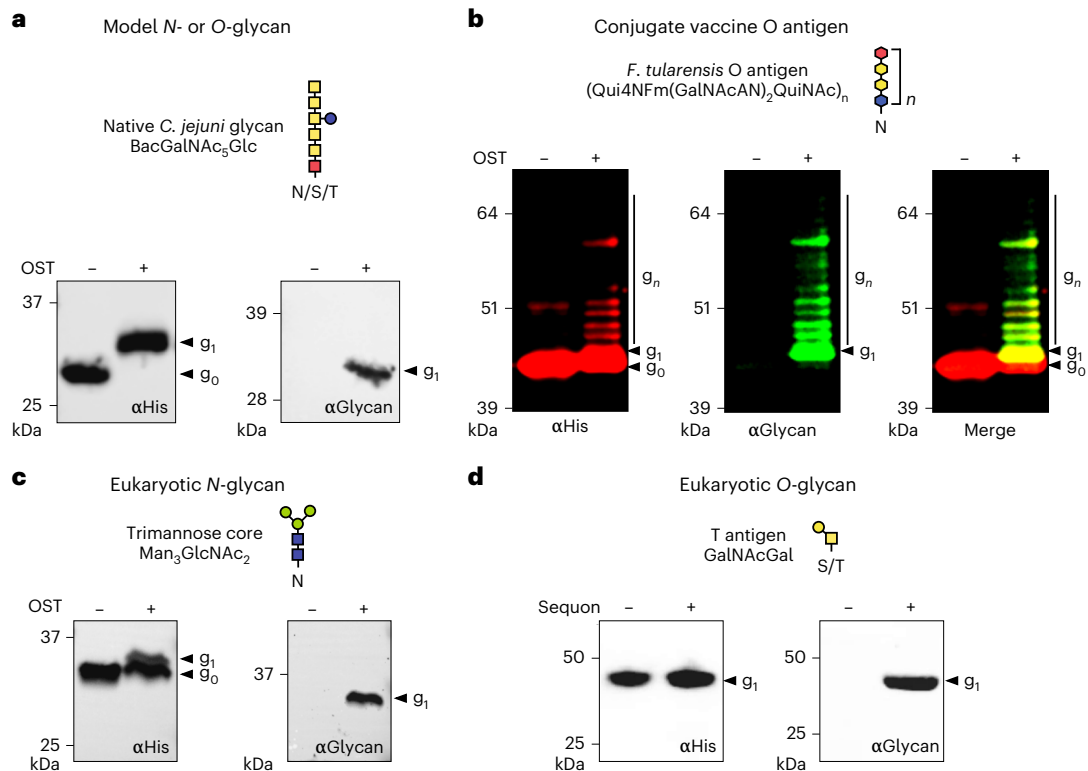 a
Model N- or O-glycan
Native C. jejuni glycan
BacGalNAc5Glc
N/S/T
OST – +
37
g1
g0
25
αHis
kDa
– +
39
g1
28
αGlycan
kDa
b
Conjugate vaccine O antigen
F. tularensis O antigen
(Qui4NFm(GalNAcAN)2QuiNAc)n
n
N
OST – +
64
gn
51
g1
g0
39
kDa
αHis
– +
64
gn
51
g1
39
kDa
αGlycan
– +
64
gn
51
g1
g0
39
kDa
Merge
c
Eukaryotic N-glycan
Trimannose core
Man3GlcNAc2
N
OST – +
37
g1
g0
25
αHis
kDa
– +
37
g1
αGlycan
kDa
d
Eukaryotic O-glycan
T antigen
GalNAcGal
S/T
Sequon – +
50
g1
25
αHis
kDa
– +
50
g1
25
αGlycan
kDa